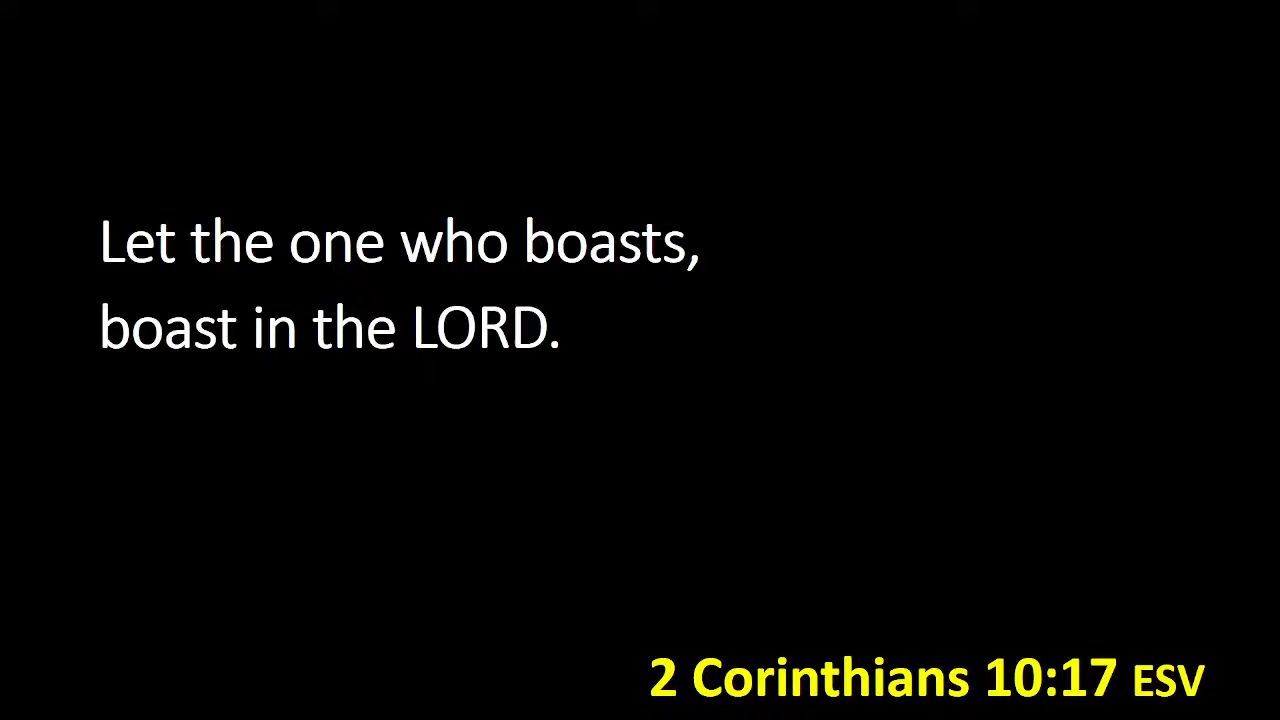 Let the one who boasts,
boast in the LORD.
2 Corinthians 10:17 ESV